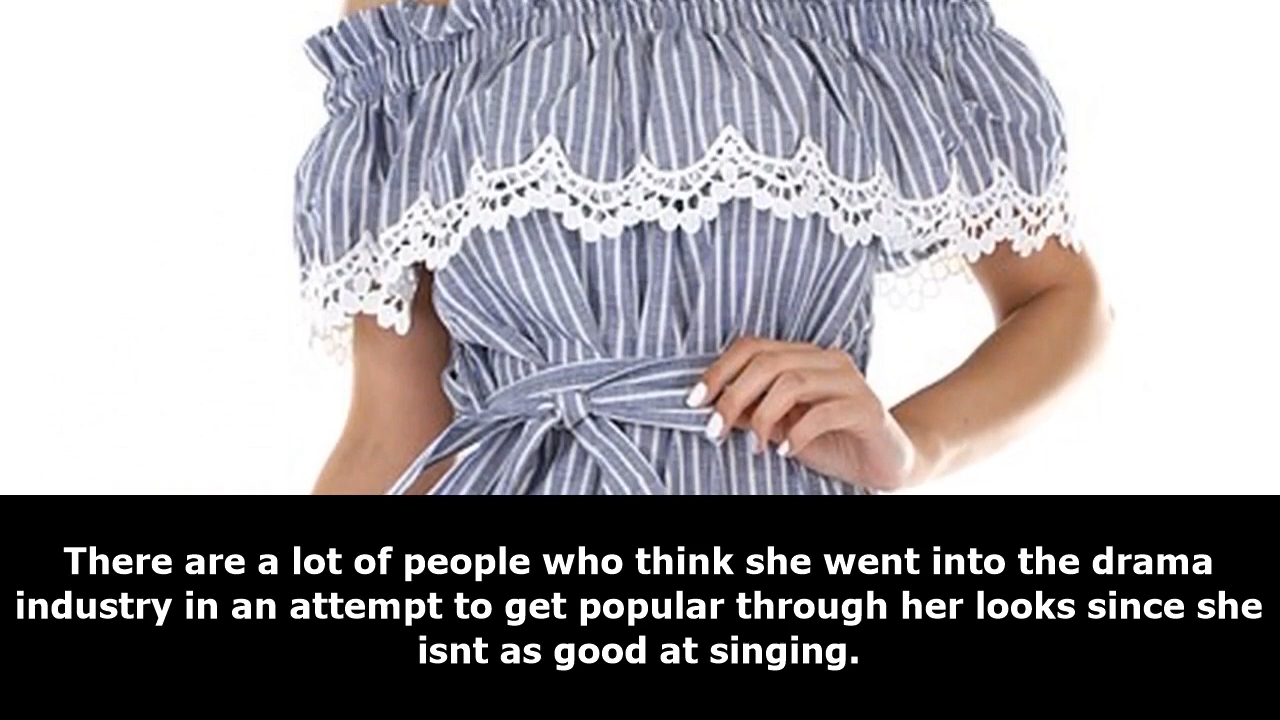 There are a lot of people who think she went into the drama
industry in an attempt to get popular through her looks since she
isnt as good at singing.